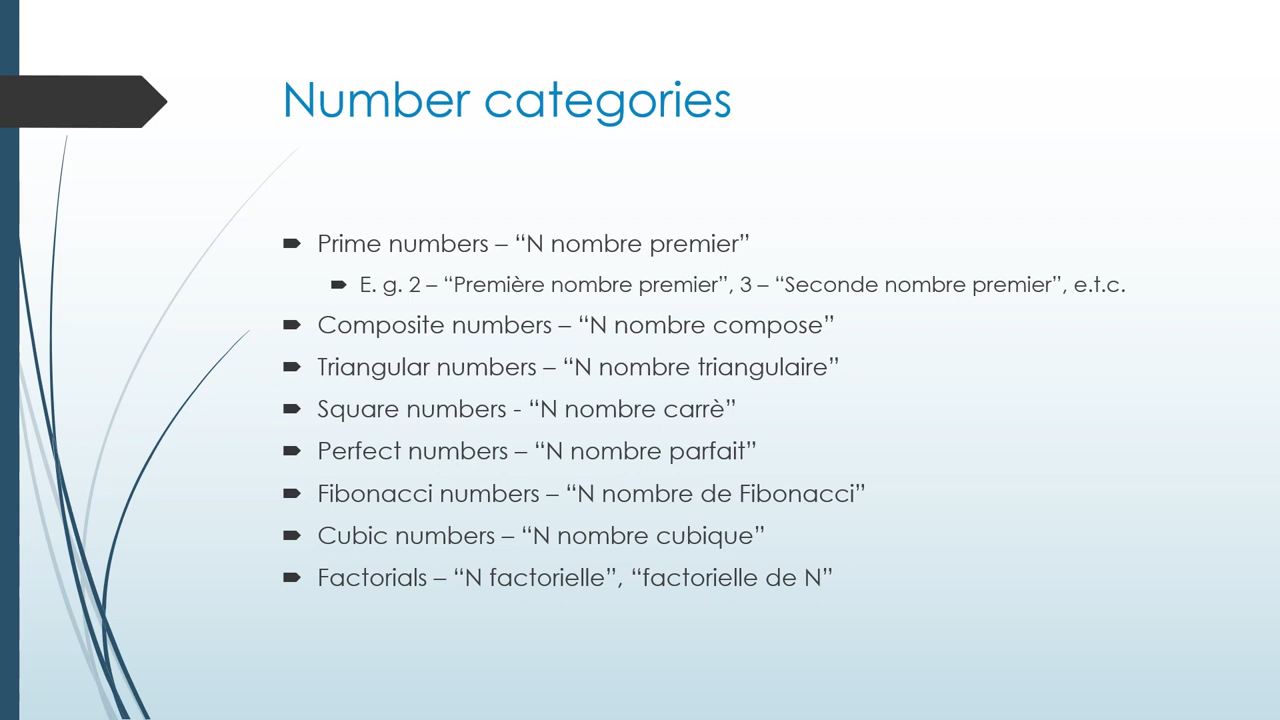 Number categories
Prime numbers – “N nombre premier”
E. g. 2 – “Première nombre premier”, 3 – “Seconde nombre premier”, e.t.c.
Composite numbers – “N nombre compose”
Triangular numbers – “N nombre triangulaire”
Square numbers - “N nombre carrè”
Perfect numbers – “N nombre parfait”
Fibonacci numbers – “N nombre de Fibonacci”
Cubic numbers – “N nombre cubique”
Factorials – “N factorielle”, “factorielle de N”